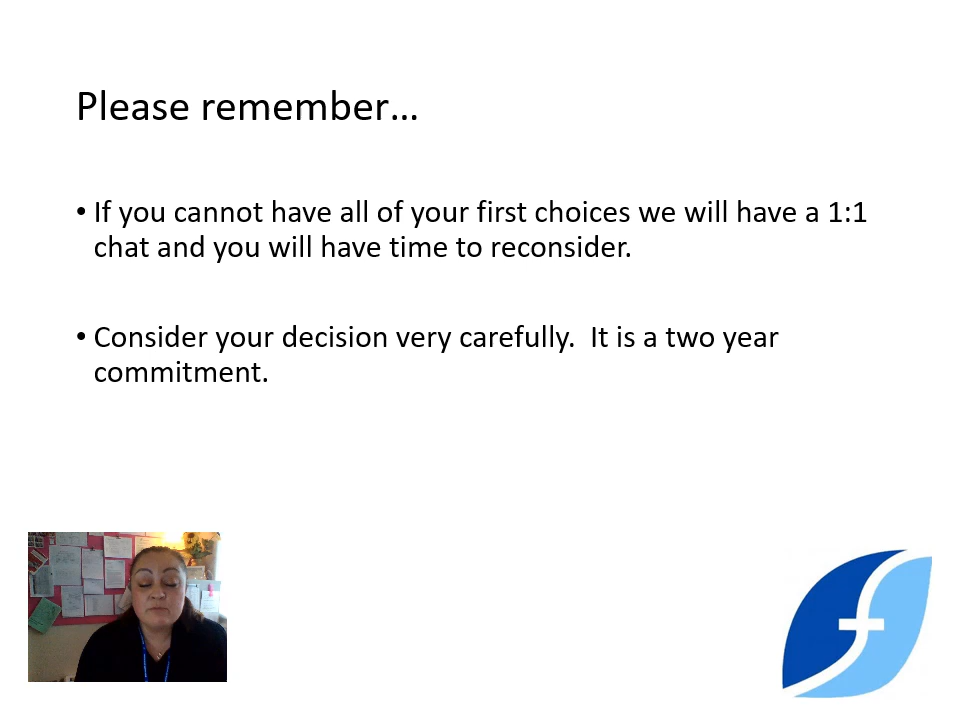 Please remember…
• If you cannot have all of your first choices we will have a 1:1
chat and you will have time to reconsider.
• Consider your decision very carefully.  It is a two year
commitment.